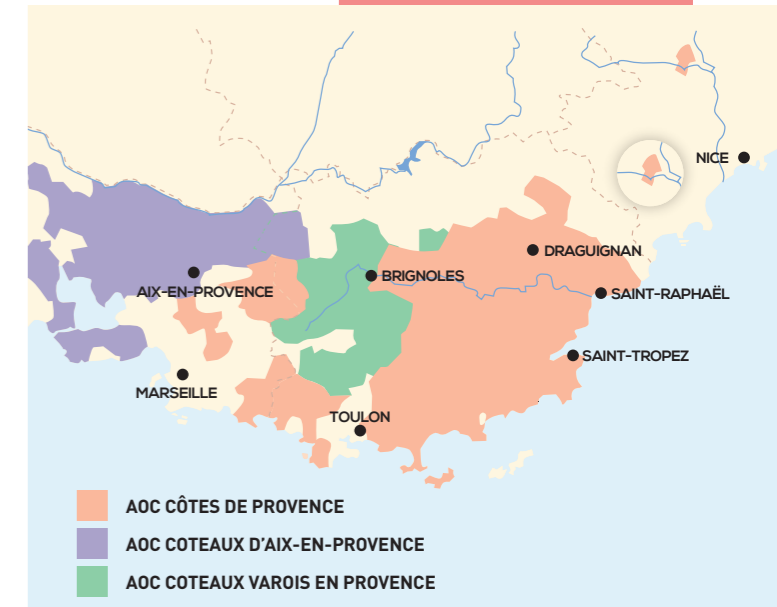 NICE
DRAGUIGNAN
BRIGNOLES
AIX-EN-PROVENCE
SAINT-RAPHAËL
SAINT-TROPEZ
MARSEILLE
TOULON
AOC CÔTES DE PROVENCE
AOC COTEAUX D'AIX-EN-PROVENCE
AOC COTEAUX VAROIS EN PROVENCE